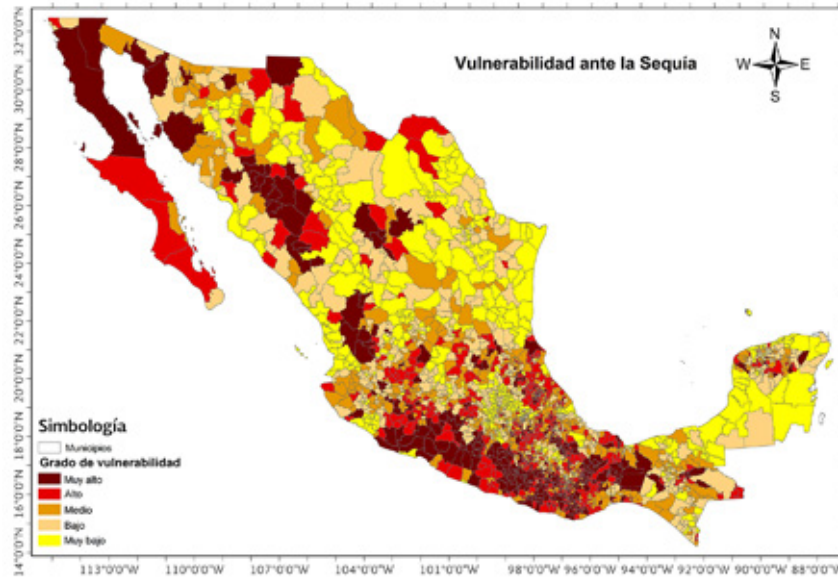 Vulnerabilidad ante la Sequía
N
W E
S
32°0'0"N
30°0'0"N
28°0'0"N
26°0'0"N
24°0'0"N
22°0'0"N
20°0'0"N
18°0'0"N
16°0'0"N
14°0'0"N
Simbología
Municipios
Grado de vulnerabilidad
Muy alto
Alto
Medio
Bajo
Muy bajo
113°0'0"W 110°0'0"W 107°0'0"W 104°0'0"W 101°0'0"W 98°0'0"W 96°0'0"W 94°0'0"W 92°0'0"W 90°0'0"W 88°0'0"W